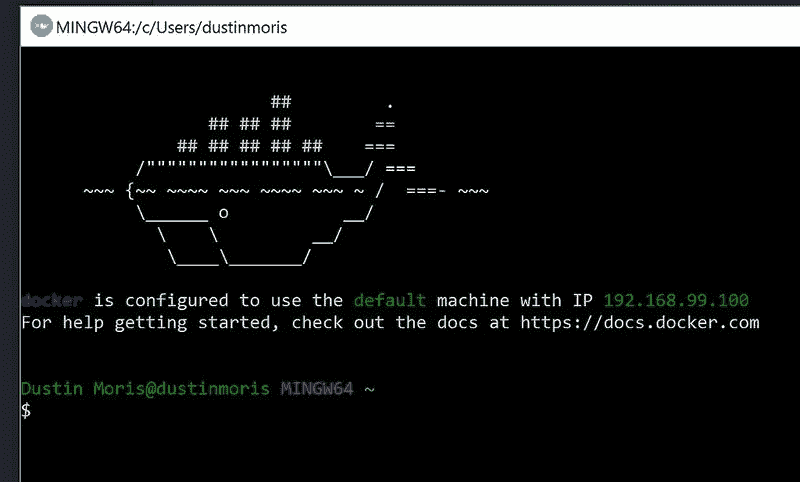 MINGW64:/c/Users/dustinmoris
                       ##          .
                 ## ## ##         ==
              ## ## ## ## ##     ===
          /"""""""""""""""""\___/ ===
     ~~~ {~~ ~~~~ ~~~ ~~~~ ~~~ ~ /  ===- ~~~
          \______ o           __/
            \    \         __/
             \____\_______/
docker is configured to use the default machine with IP 192.168.99.100
For help getting started, check out the docs at https://docs.docker.com
Dustin Moris@dustinmoris MINGW64 ~
$